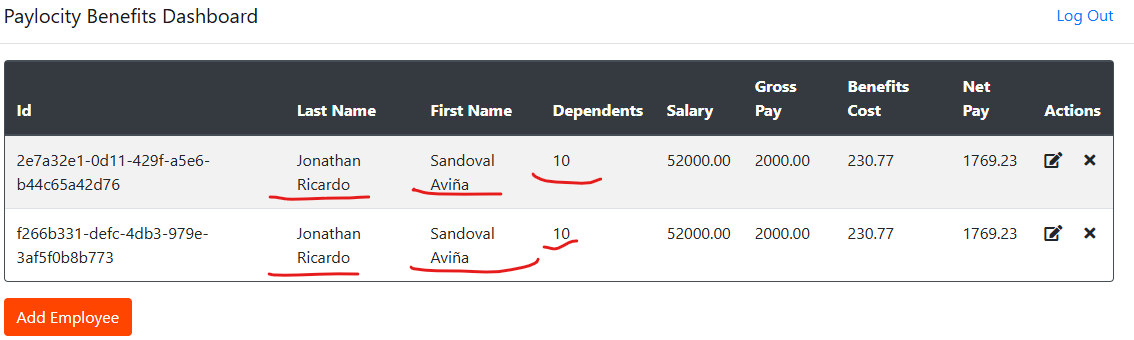 Paylocity Benefits Dashboard Log Out
Id Last Name First Name Dependents Salary Gross Pay Benefits Cost Net Pay Actions
2e7a32e1-0d11-429f-a5e6-b44c65a42d76 Jonathan Ricardo Sandoval Aviña 10 52000.00 2000.00 230.77 1769.23
f266b331-defc-4db3-979e-3af5f0b8b773 Jonathan Ricardo Sandoval Aviña 10 52000.00 2000.00 230.77 1769.23
Add Employee